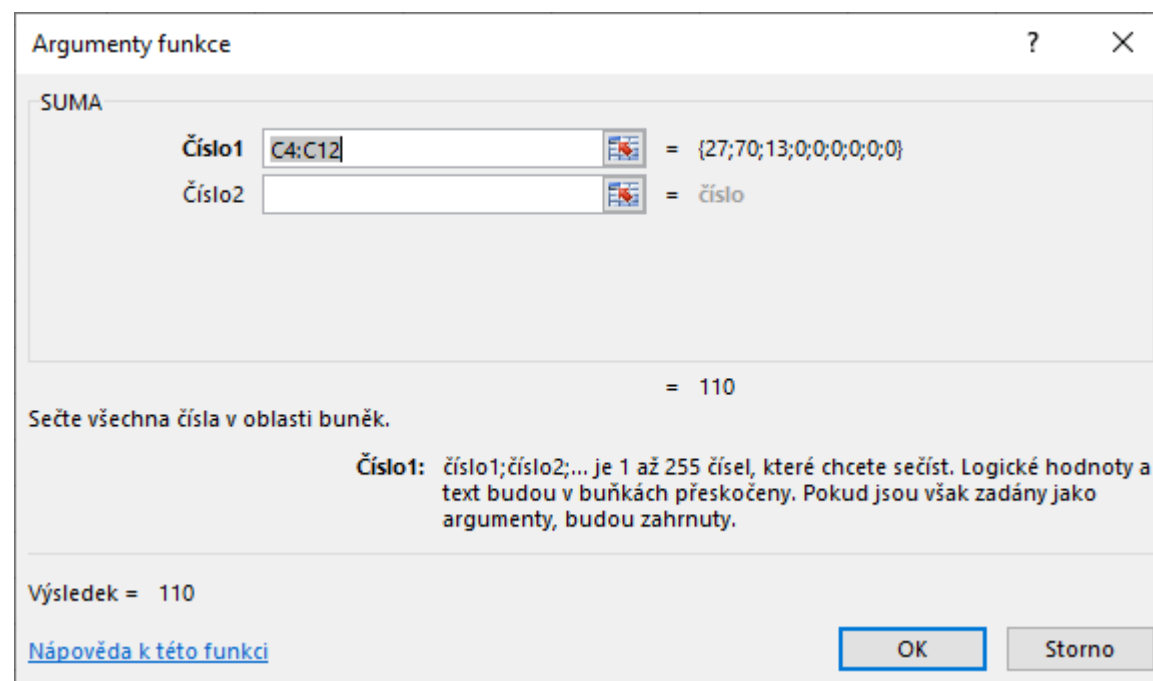 Argumenty funkce ? ×
SUMA
Číslo1 C4:C12 = {27;70;13;0;0;0;0;0;0}
Číslo2 = číslo
= 110
Sečte všechna čísla v oblasti buněk.
Číslo1: číslo1;číslo2;... je 1 až 255 čísel, které chcete sečíst. Logické hodnoty a
text budou v buňkách přeskočeny. Pokud jsou však zadány jako
argumenty, budou zahrnuty.
Výsledek = 110
Nápověda k této funkci OK Storno